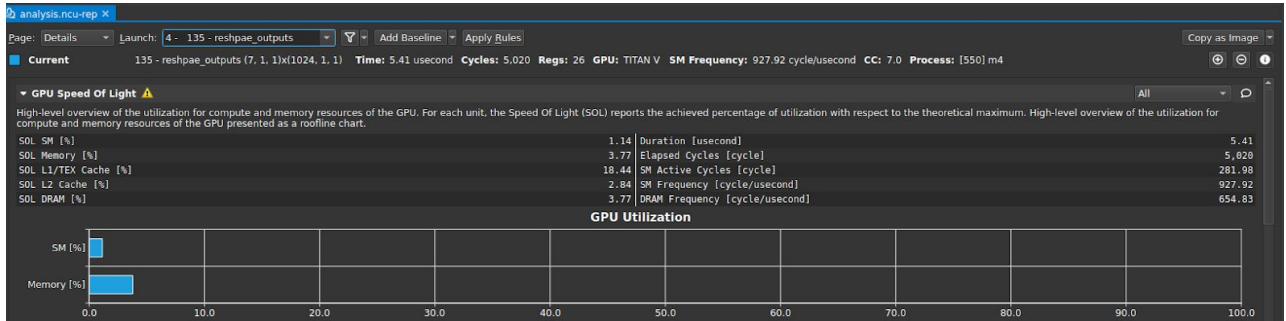 analysis.ncu-rep ×
Page: Details Launch: 4 - 135 - reshpae_outputs Add Baseline Apply Rules Copy as Image
Current 135 - reshpae_outputs (7, 1, 1)x(1024, 1, 1) Time: 5.41 usecond Cycles: 5,020 Regs: 26 GPU: TITAN V SM Frequency: 927.92 cycle/usecond CC: 7.0 Process: [550] m4
GPU Speed Of Light All
High-level overview of the utilization for compute and memory resources of the GPU. For each unit, the Speed Of Light (SOL) reports the achieved percentage of utilization with respect to the theoretical maximum. High-level overview of the utilization for
compute and memory resources of the GPU presented as a roofline chart.
SOL SM [%] 1.14 Duration [usecond] 5.41
SOL Memory [%] 3.77 Elapsed Cycles [cycle] 5,020
SOL L1/TEX Cache [%] 18.44 SM Active Cycles [cycle] 281.98
SOL L2 Cache [%] 2.84 SM Frequency [cycle/usecond] 927.92
SOL DRAM [%] 3.77 DRAM Frequency [cycle/usecond] 654.83
GPU Utilization
SM [%]
Memory [%]
0.0 10.0 20.0 30.0 40.0 50.0 60.0 70.0 80.0 90.0 100.0